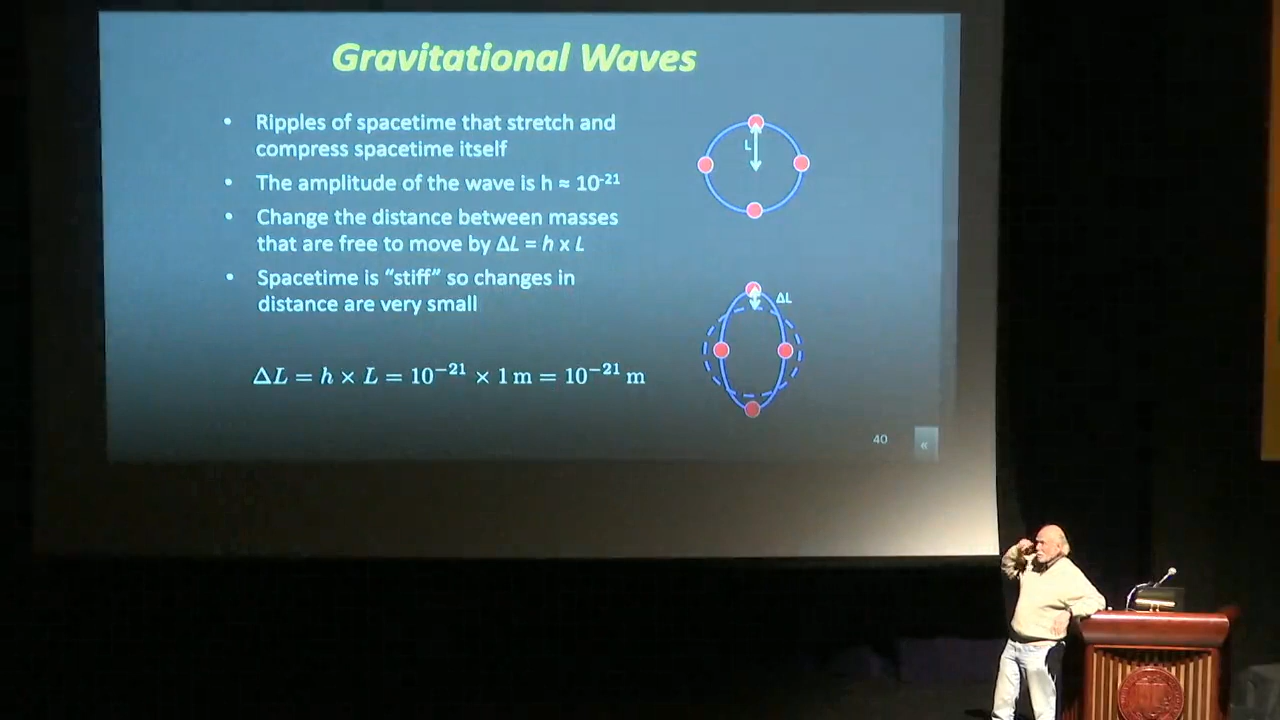 Gravitational Waves
• Ripples of spacetime that stretch and
compress spacetime itself
• The amplitude of the wave is h ≈ 10⁻²¹
• Change the distance between masses
that are free to move by ΔL = h x L
• Spacetime is “stiff” so changes in
distance are very small
ΔL = h × L = 10⁻²¹ × 1 m = 10⁻²¹ m
L
ΔL
40
«